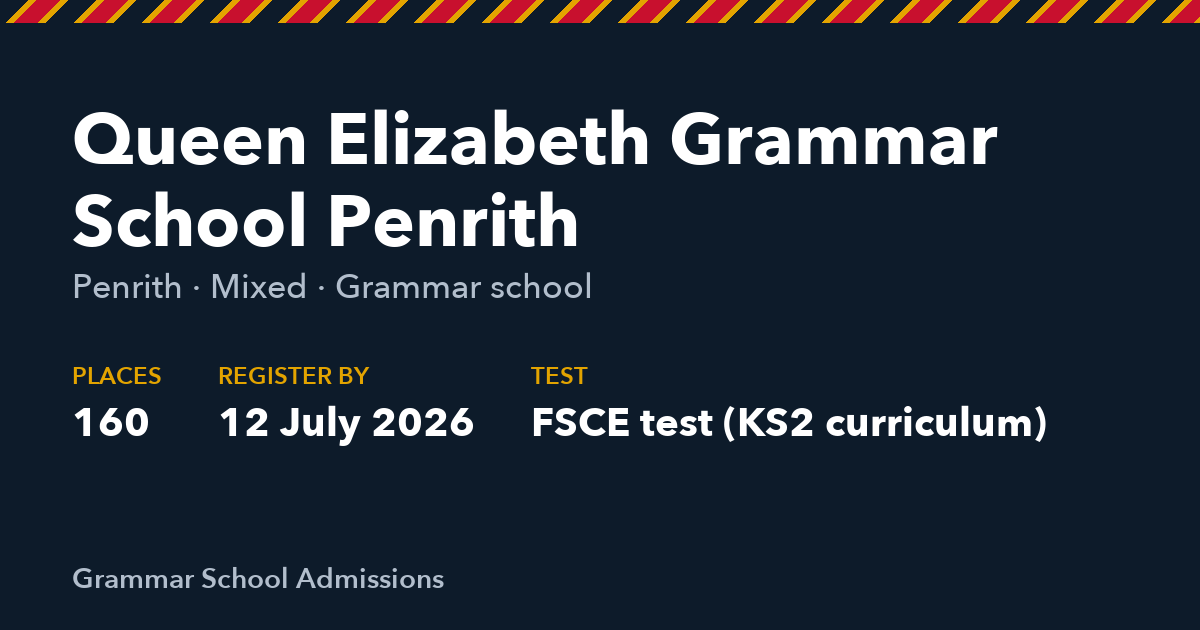 Queen Elizabeth Grammar
School Penrith
Penrith · Mixed · Grammar school
PLACES REGISTER BY TEST
160 12 July 2026 FSCE test (KS2 curriculum)
Grammar School Admissions